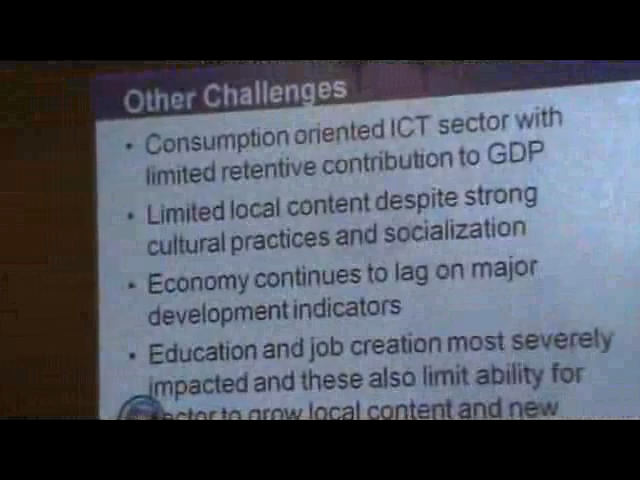 Other Challenges
• Consumption oriented ICT sector with
limited retentive contribution to GDP
• Limited local content despite strong
cultural practices and socialization
• Economy continues to lag on major
development indicators
• Education and job creation most severely
impacted and these also limit ability for
sector to grow local content and new